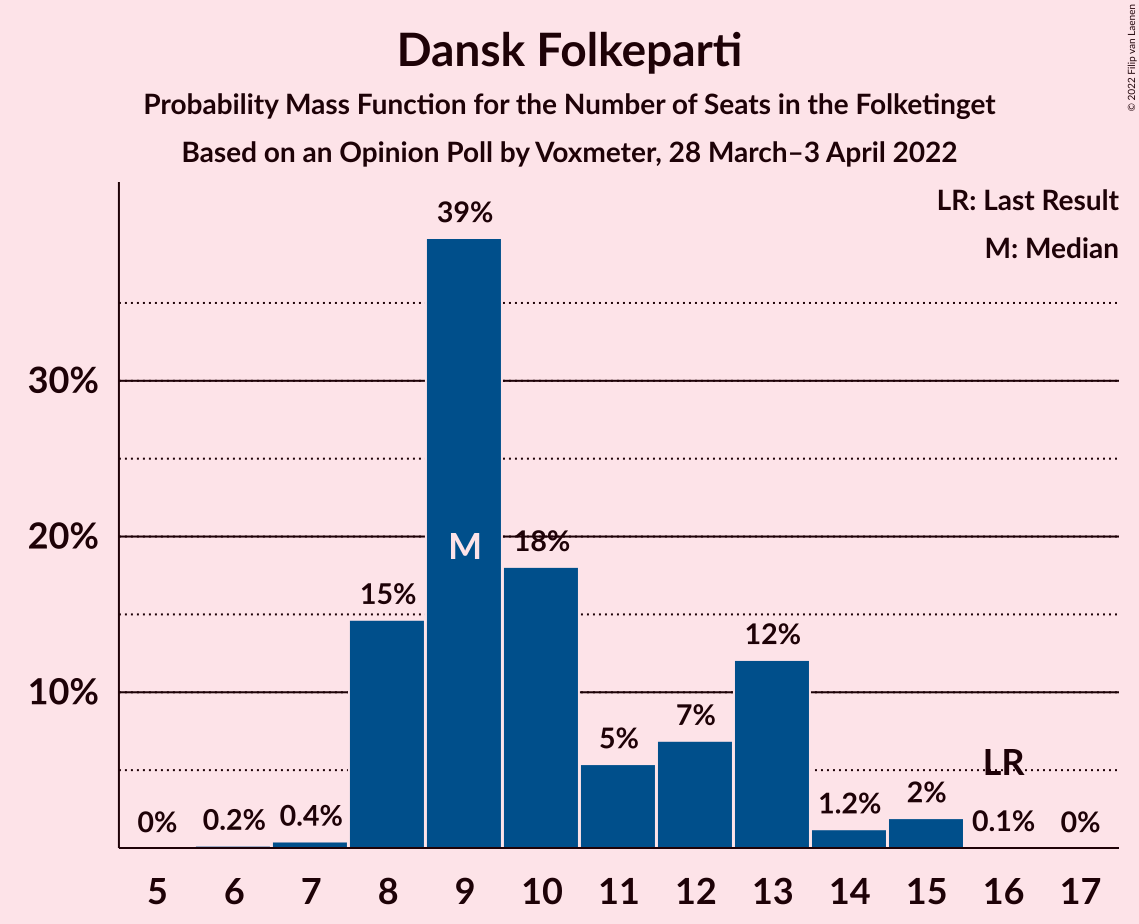 Dansk Folkeparti
Probability Mass Function for the Number of Seats in the Folketinget
Based on an Opinion Poll by Voxmeter, 28 March–3 April 2022
© 2022 Filip van Laenen
LR: Last Result
M: Median
39%
30%
20%
10%
M
18%
15%
12%
7%
5%
LR
0%
0.2%
0.4%
1.2%
2%
0.1%
0%
5 6 7 8 9 10 11 12 13 14 15 16 17